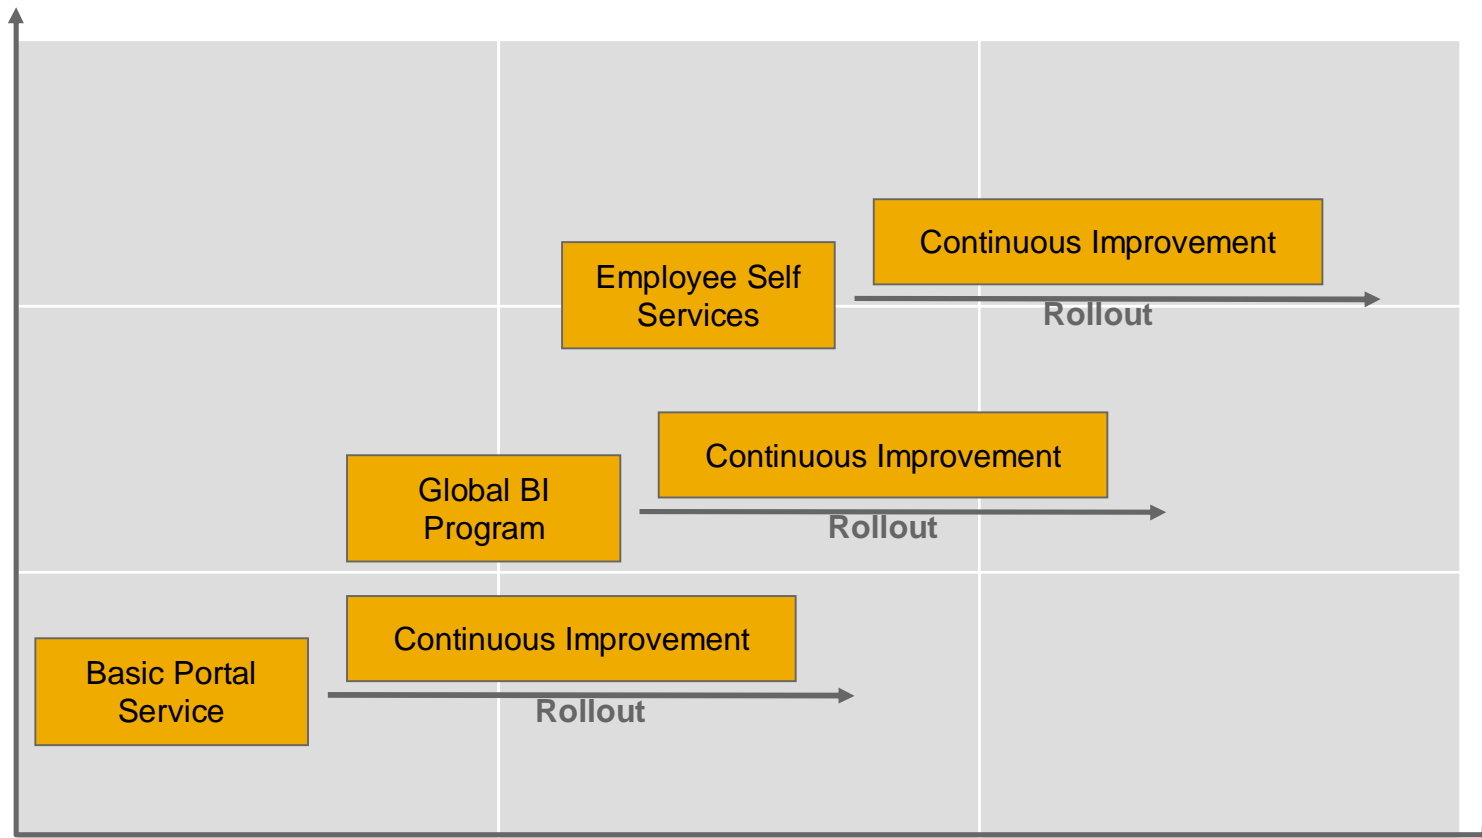 Continuous Improvement
Employee Self
Services
Rollout
Continuous Improvement
Global BI
Program
Rollout
Continuous Improvement
Basic Portal
Service
Rollout